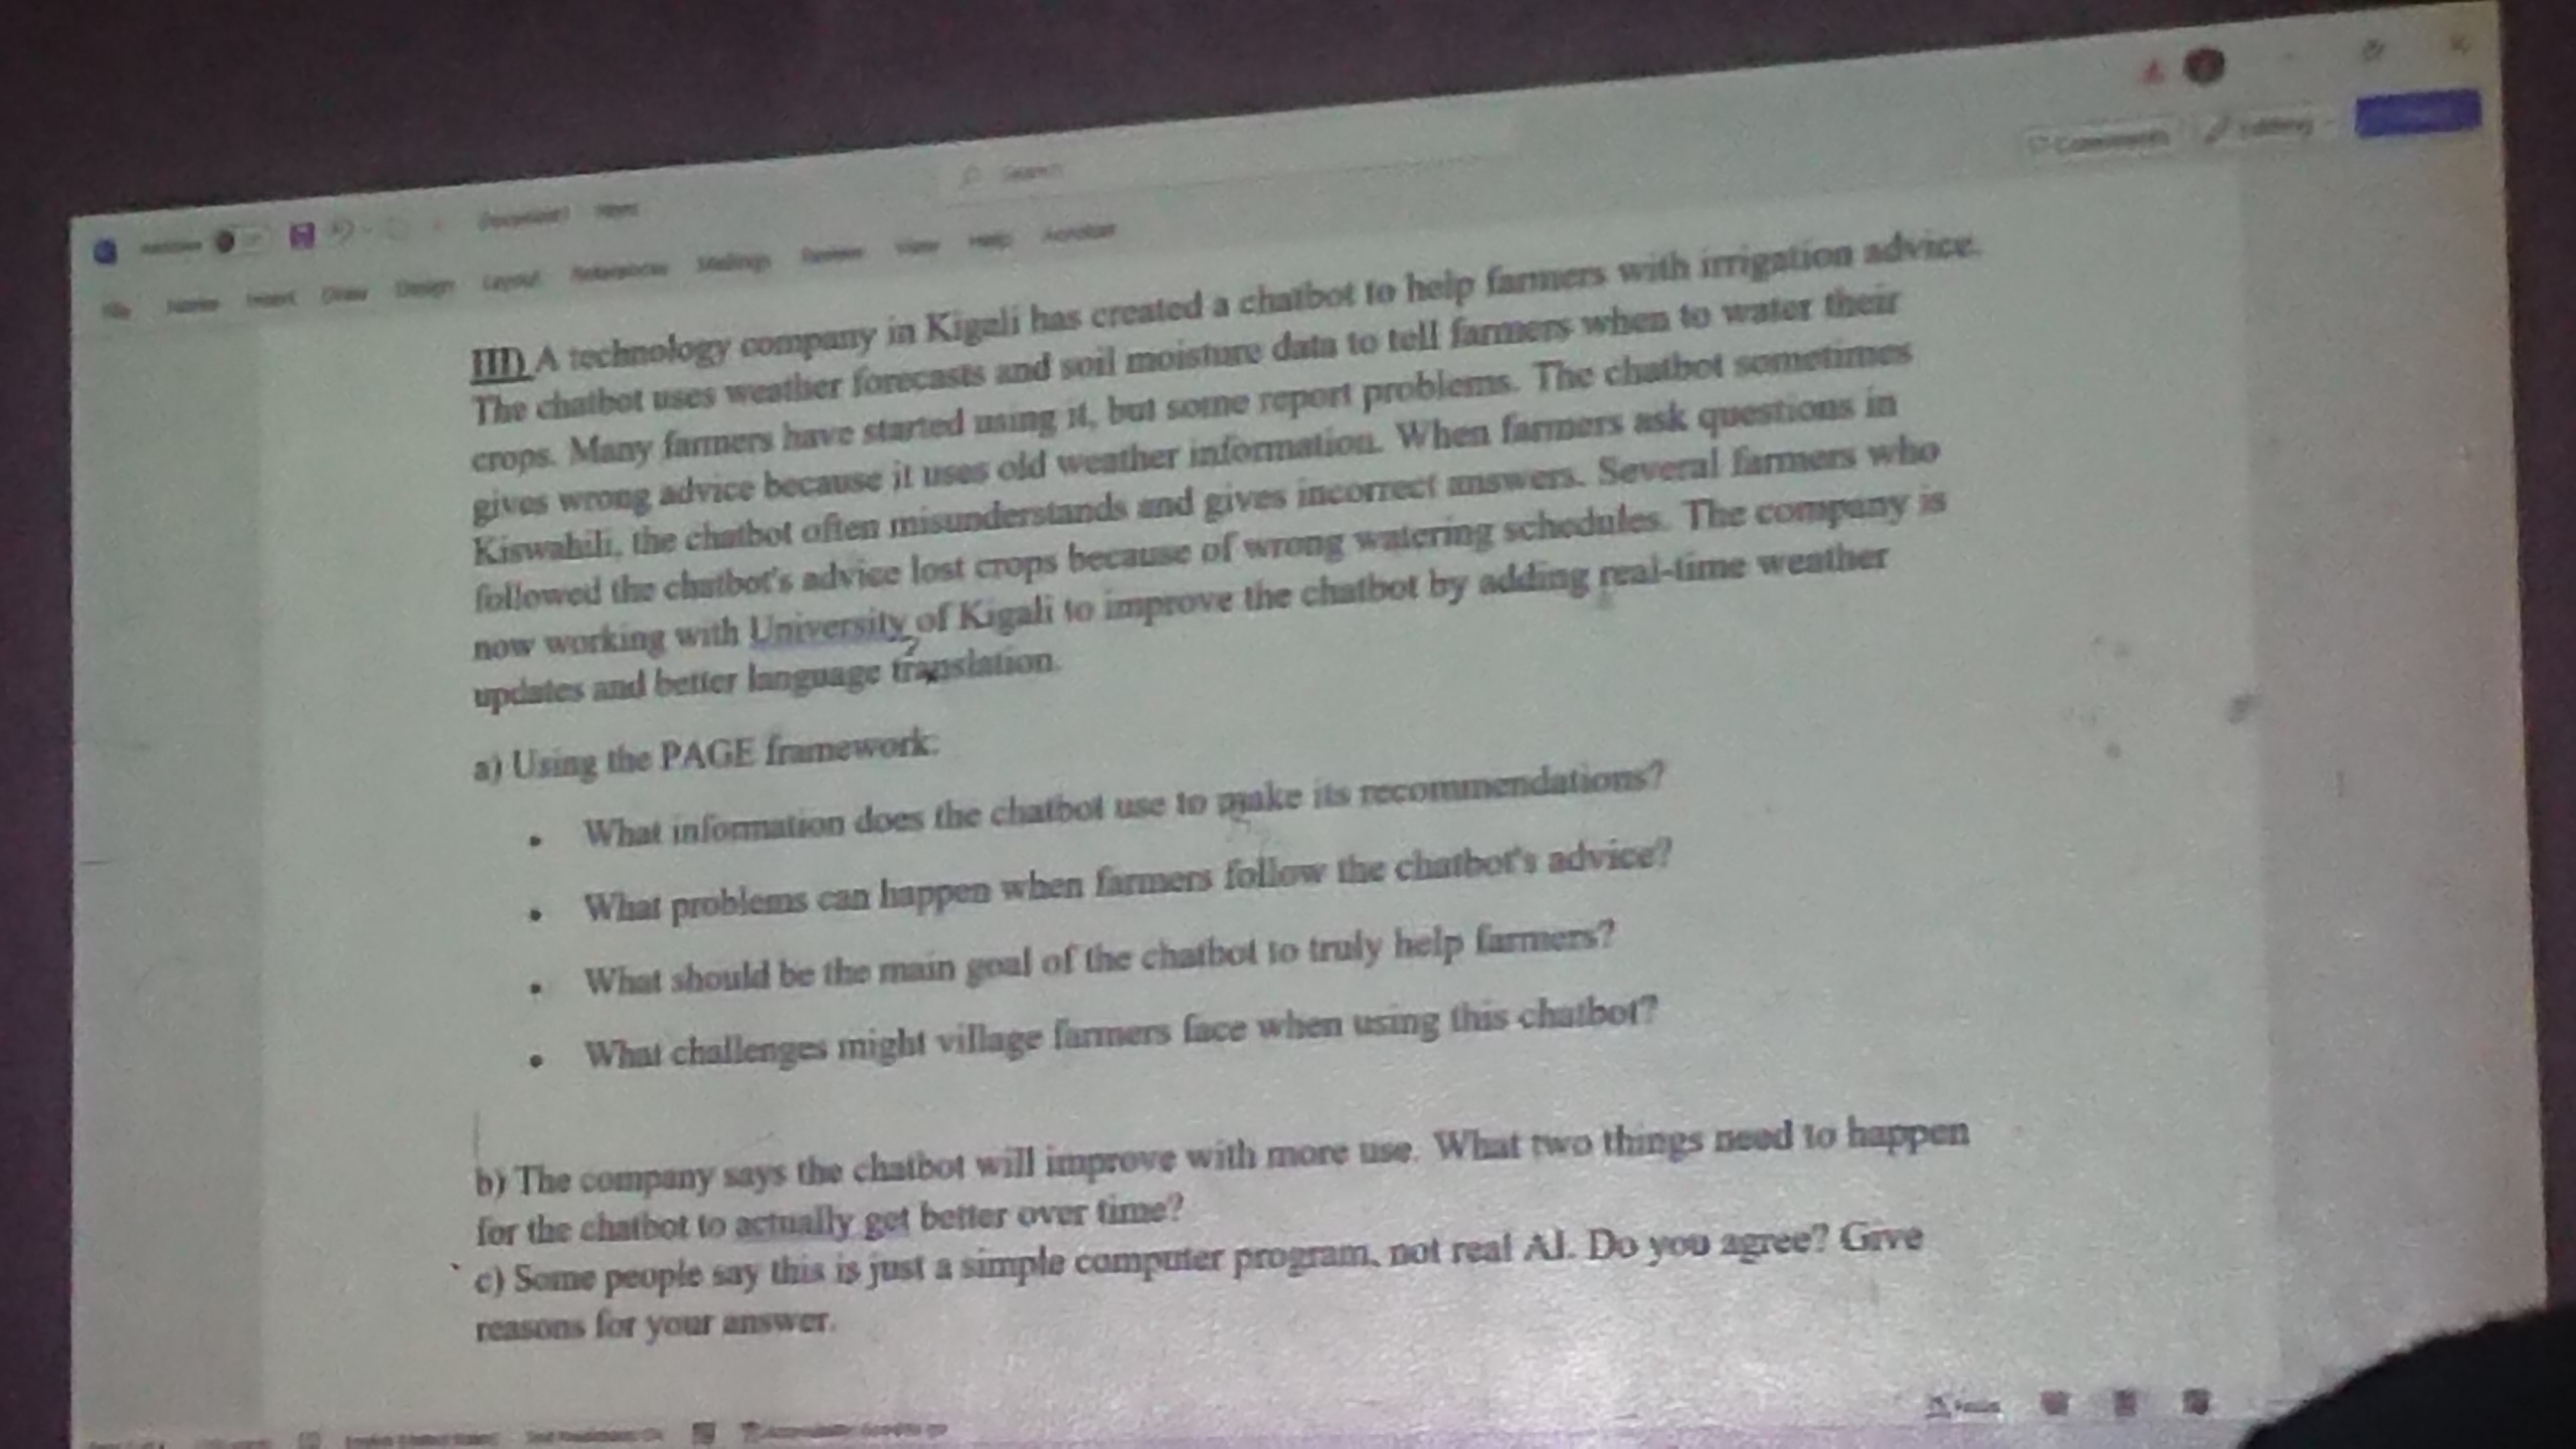 Search
Comments Editing
File Home Insert Draw Design Layout References Mailings Review View Help Acrobat
III) A technology company in Kigali has created a chatbot to help farmers with irrigation advice.
The chatbot uses weather forecasts and soil moisture data to tell farmers when to water their
crops. Many farmers have started using it, but some report problems. The chatbot sometimes
gives wrong advice because it uses old weather information. When farmers ask questions in
Kiswahili, the chatbot often misunderstands and gives incorrect answers. Several farmers who
followed the chatbot's advice lost crops because of wrong watering schedules. The company is
now working with University of Kigali to improve the chatbot by adding real-time weather
updates and better language translation.
a) Using the PAGE framework:
• What information does the chatbot use to make its recommendations?
• What problems can happen when farmers follow the chatbot's advice?
• What should be the main goal of the chatbot to truly help farmers?
• What challenges might village farmers face when using this chatbot?
b) The company says the chatbot will improve with more use. What two things need to happen
for the chatbot to actually get better over time?
c) Some people say this is just a simple computer program, not real AI. Do you agree? Give
reasons for your answer.
Focus